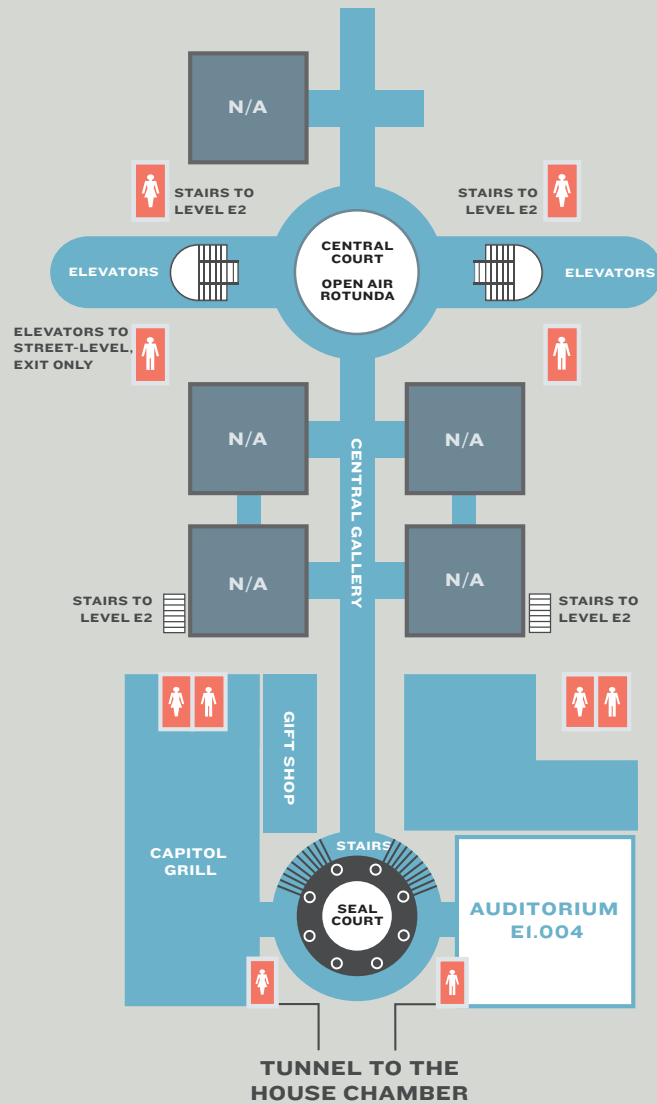 N/A
STAIRS TO
LEVEL E2
STAIRS TO
LEVEL E2
CENTRAL
COURT
OPEN AIR
ROTUNDA
ELEVATORS
ELEVATORS
ELEVATORS TO
STREET-LEVEL,
EXIT ONLY
N/A
N/A
CENTRAL GALLERY
N/A
N/A
STAIRS TO
LEVEL E2
STAIRS TO
LEVEL E2
GIFT SHOP
STAIRS
CAPITOL
GRILL
SEAL
COURT
AUDITORIUM
E1.004
TUNNEL TO THE
HOUSE CHAMBER